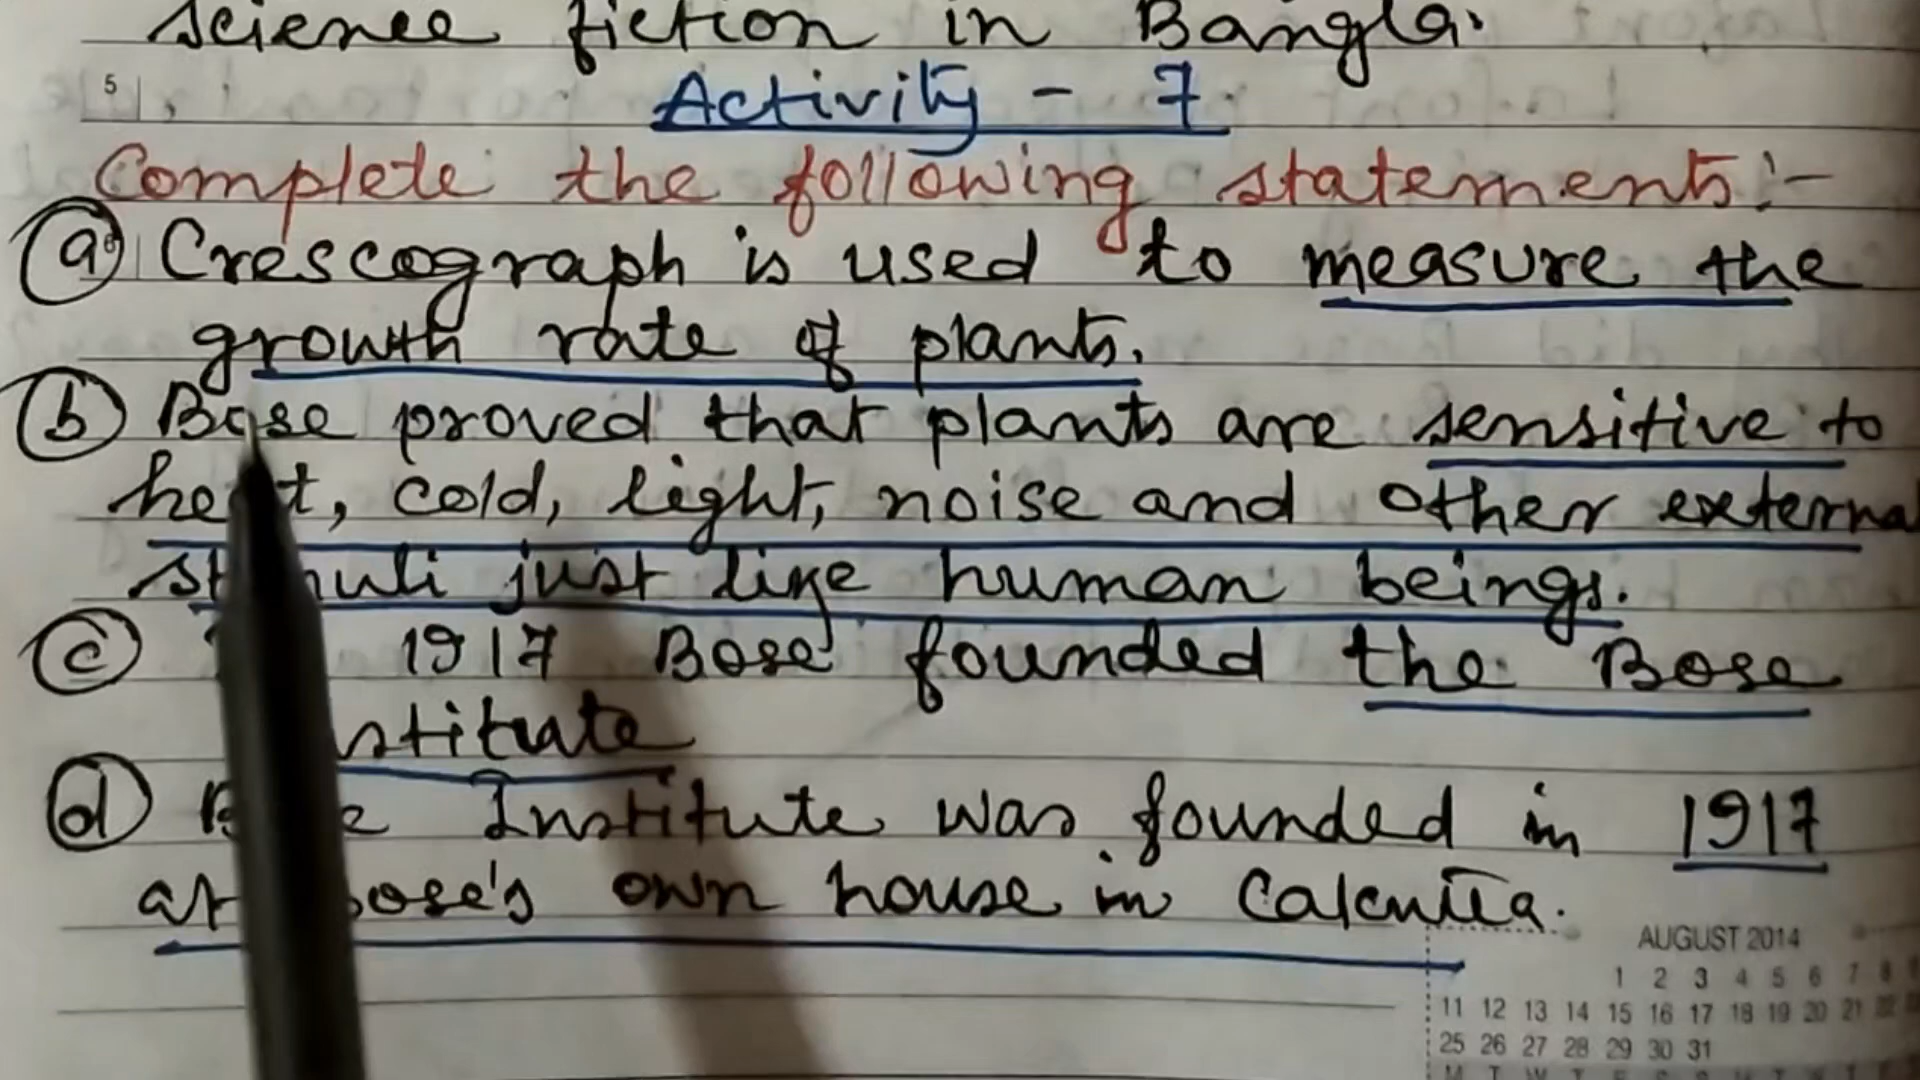 science fiction in Bangla.
5
Activity - 7
Complete the following statements:-
(a) Crescograph is used to measure the
growth rate of plants.
(b) Bose proved that plants are sensitive to
heat, cold, light, noise and other external
stimuli just like human beings.
(c) 1917 Bose founded the Bose
stitute
(d) Bose Institute was founded in 1917
at Bose's own house in Calcutta.
AUGUST 2014
1 2 3 4 5 6 7 8
11 12 13 14 15 16 17 18 19 20 21 22
25 26 27 28 29 30 31